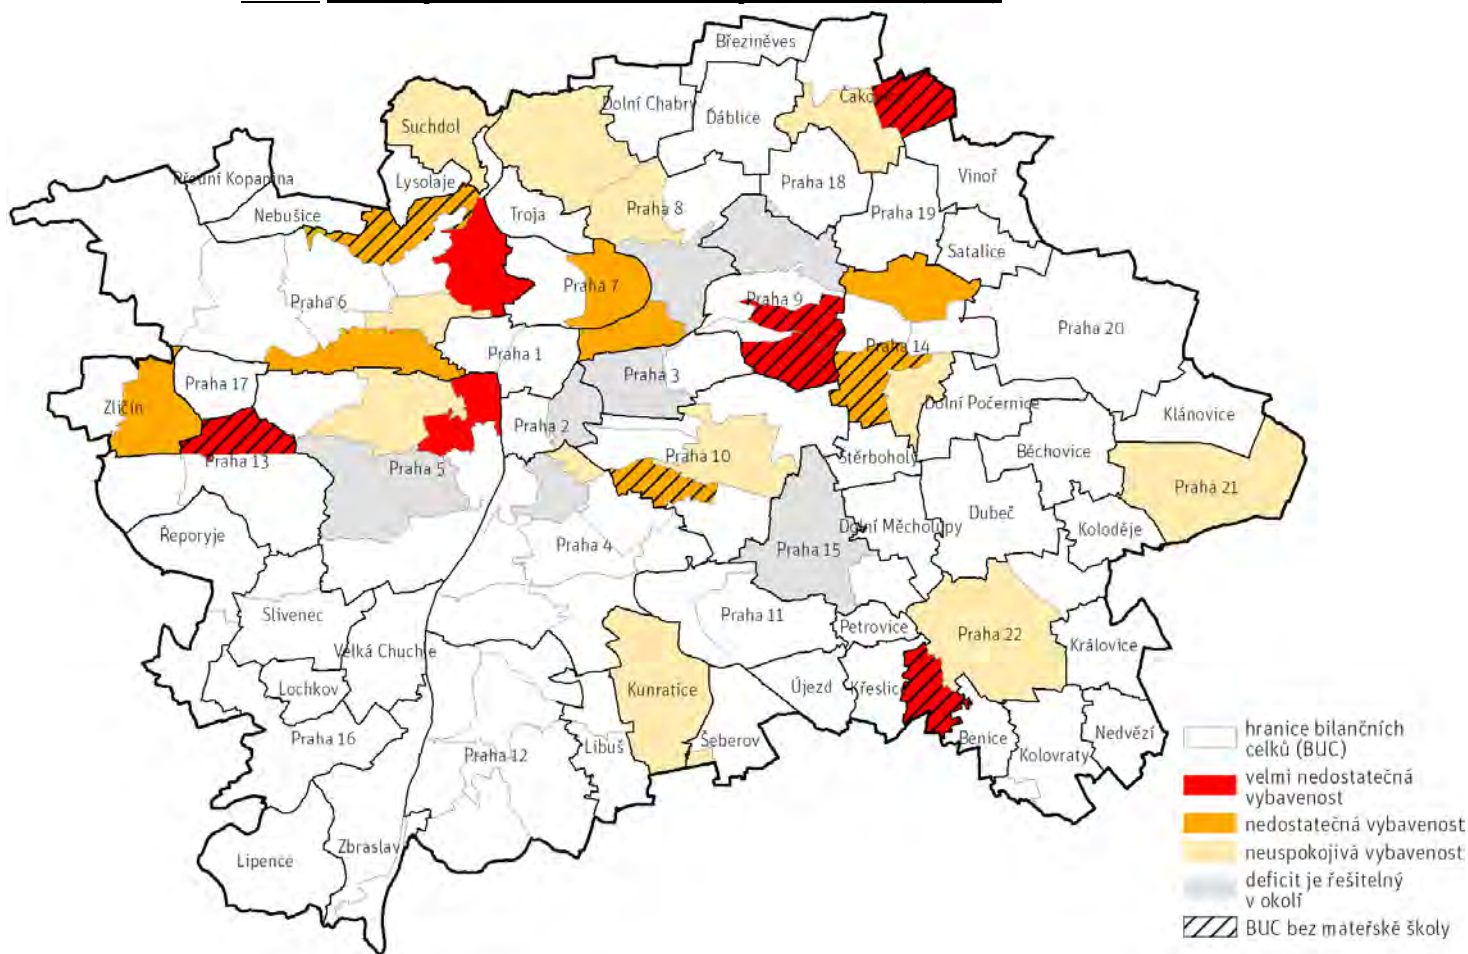 Březiněves
Čakov
Suchdol
Dolní Chabry
Ďáblice
Přední Kopanina
Lysolaje
Praha 18
Vinoř
Nebušice
Troja
Praha 8
Praha 19
Satalice
Praha 6
Praha 7
Praha 9
Praha 20
Praha 1
Praha 14
Praha 17
Praha 3
Zličín
Dolní Počernice
Klánovice
Praha 2
Praha 13
Praha 5
Praha 10
Štěrboholy
Běchovice
Praha 21
Řeporyje
Praha 4
Praha 15
Dolní Měcholupy
Dubeč
Koloděje
Slivenec
Praha 11
Petrovice
Praha 22
Královice
Velká Chuchle
Lochkov
Kunratice
Újezd
Křeslic
Praha 16
Praha 12
Libuš
Šeberov
Benice
Kolovraty
Nedvězí
Lipence
Zbraslav
hranice bilančních
celků (BUC)
velmi nedostatečná
vybavenost
nedostatečná vybavenost
neuspokojivá vybavenost
deficit je řešitelný
v okolí
BUC bez mateřské školy